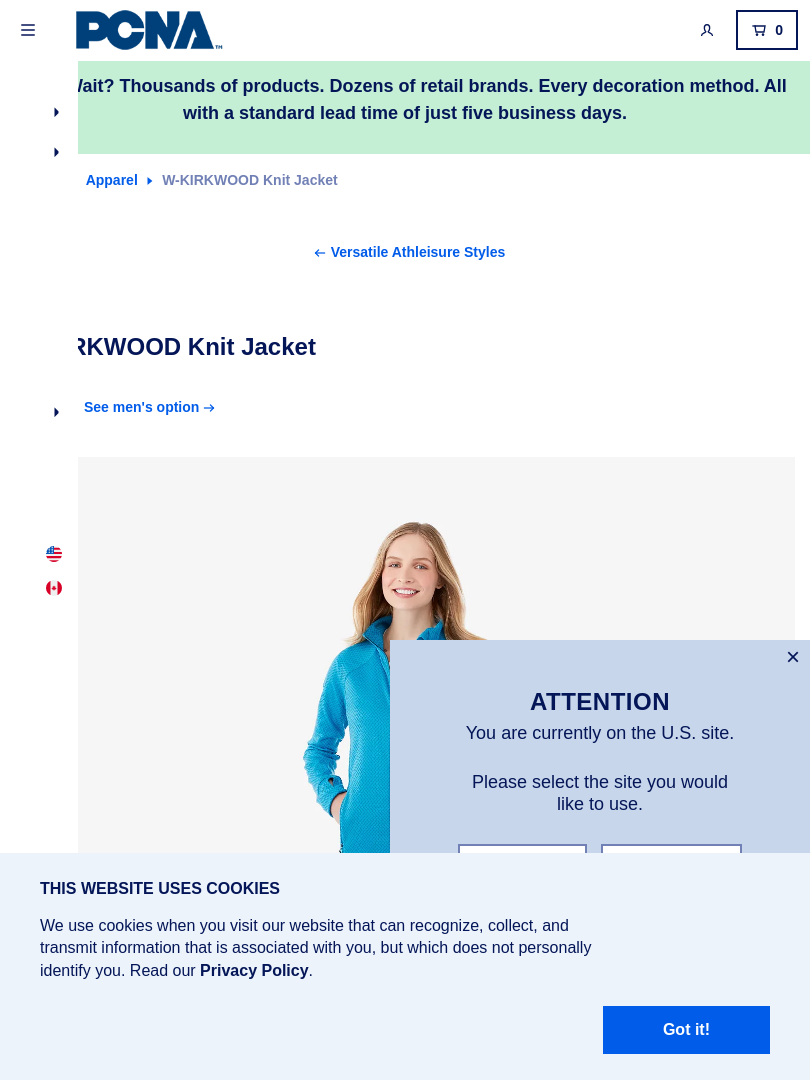 PCNA™
0
Wait? Thousands of products. Dozens of retail brands. Every decoration method. All
with a standard lead time of just five business days.
Apparel W-KIRKWOOD Knit Jacket
← Versatile Athleisure Styles
RKWOOD Knit Jacket
See men's option →
ATTENTION
You are currently on the U.S. site.
Please select the site you would
like to use.
THIS WEBSITE USES COOKIES
We use cookies when you visit our website that can recognize, collect, and
transmit information that is associated with you, but which does not personally
identify you. Read our Privacy Policy.
Got it!